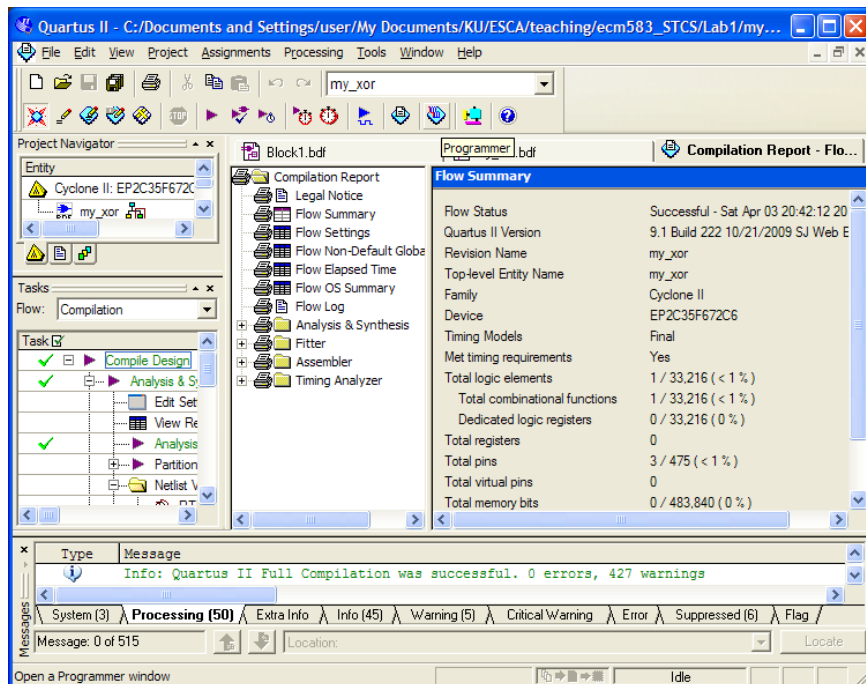 Quartus II - C:/Documents and Settings/user/My Documents/KU/ESCA/teaching/ecm583_STCS/Lab1/my...
File Edit View Project Assignments Processing Tools Window Help
my_xor
Project Navigator
Entity
Cyclone II: EP2C35F672C
my_xor
Tasks
Flow: Compilation
Task
Compile Design
Analysis & Sy
Edit Set
View Re
Analysis
Partition
Netlist V
Block1.bdf
.bdf
Programmer
Compilation Report - Flo...
Compilation Report
Legal Notice
Flow Summary
Flow Settings
Flow Non-Default Globa
Flow Elapsed Time
Flow OS Summary
Flow Log
Analysis & Synthesis
Fitter
Assembler
Timing Analyzer
Flow Summary
Flow Status Successful - Sat Apr 03 20:42:12 20
Quartus II Version 9.1 Build 222 10/21/2009 SJ Web E
Revision Name my_xor
Top-level Entity Name my_xor
Family Cyclone II
Device EP2C35F672C6
Timing Models Final
Met timing requirements Yes
Total logic elements 1 / 33,216 ( < 1 % )
Total combinational functions 1 / 33,216 ( < 1 % )
Dedicated logic registers 0 / 33,216 ( 0 % )
Total registers 0
Total pins 3 / 475 ( < 1 % )
Total virtual pins 0
Total memory bits 0 / 483,840 ( 0 % )
Type Message
Info: Quartus II Full Compilation was successful. 0 errors, 427 warnings
System (3) Processing (50) Extra Info Info (45) Warning (5) Critical Warning Error Suppressed (6) Flag
Messages
Message: 0 of 515
Location:
Locate
Open a Programmer window
Idle